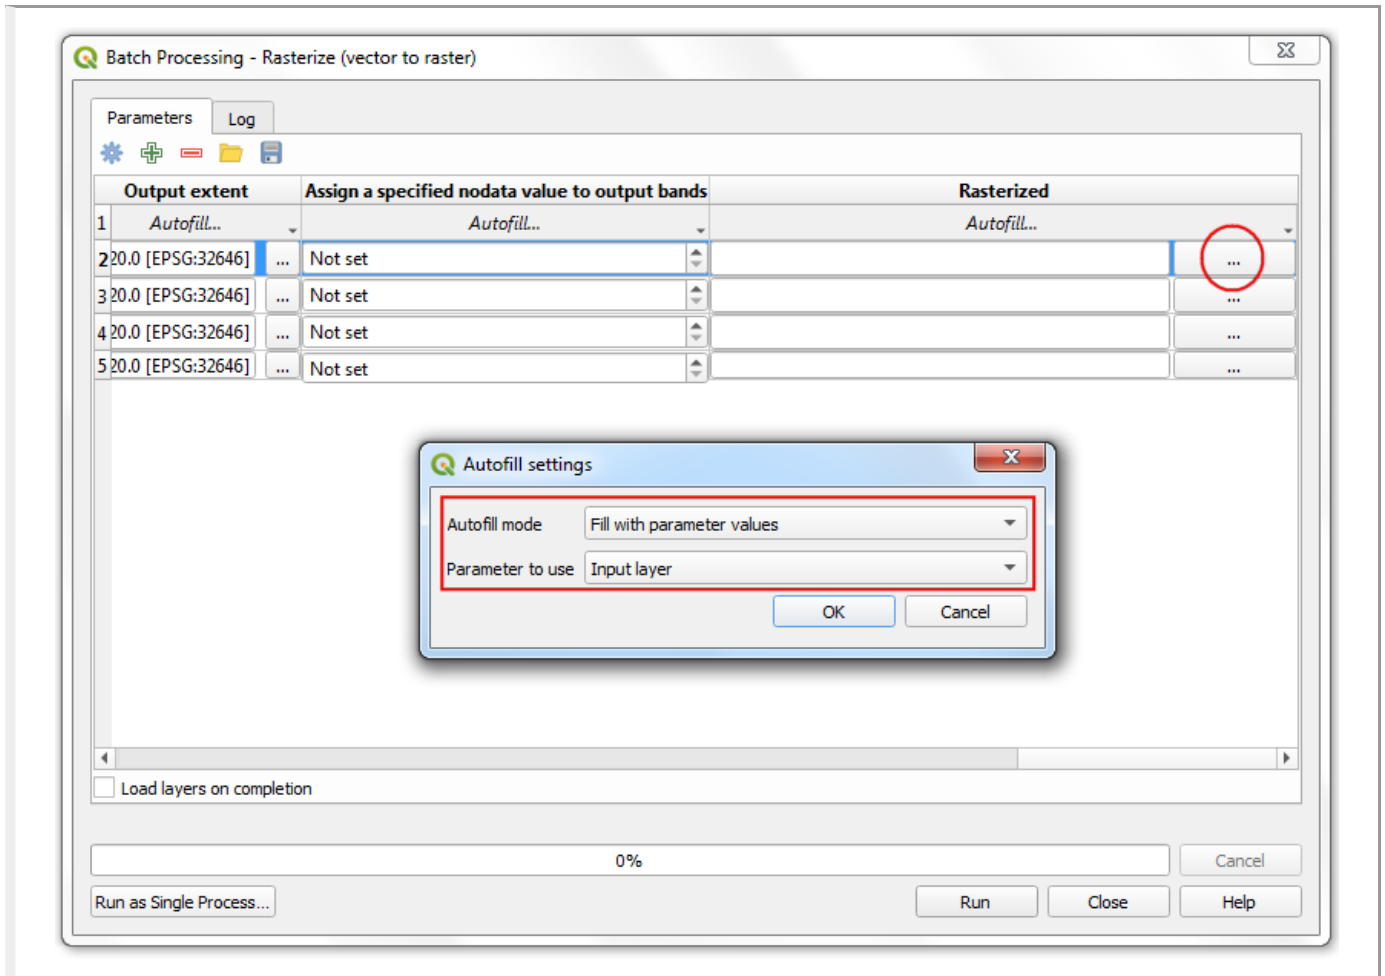 Batch Processing - Rasterize (vector to raster)
Parameters Log
Output extent Assign a specified nodata value to output bands Rasterized
1 Autofill... Autofill... Autofill...
2 20.0 [EPSG:32646] ... Not set ...
3 20.0 [EPSG:32646] ... Not set ...
4 20.0 [EPSG:32646] ... Not set ...
5 20.0 [EPSG:32646] ... Not set ...
Autofill settings
Autofill mode Fill with parameter values
Parameter to use Input layer
OK Cancel
Load layers on completion
0% Cancel
Run as Single Process... Run Close Help